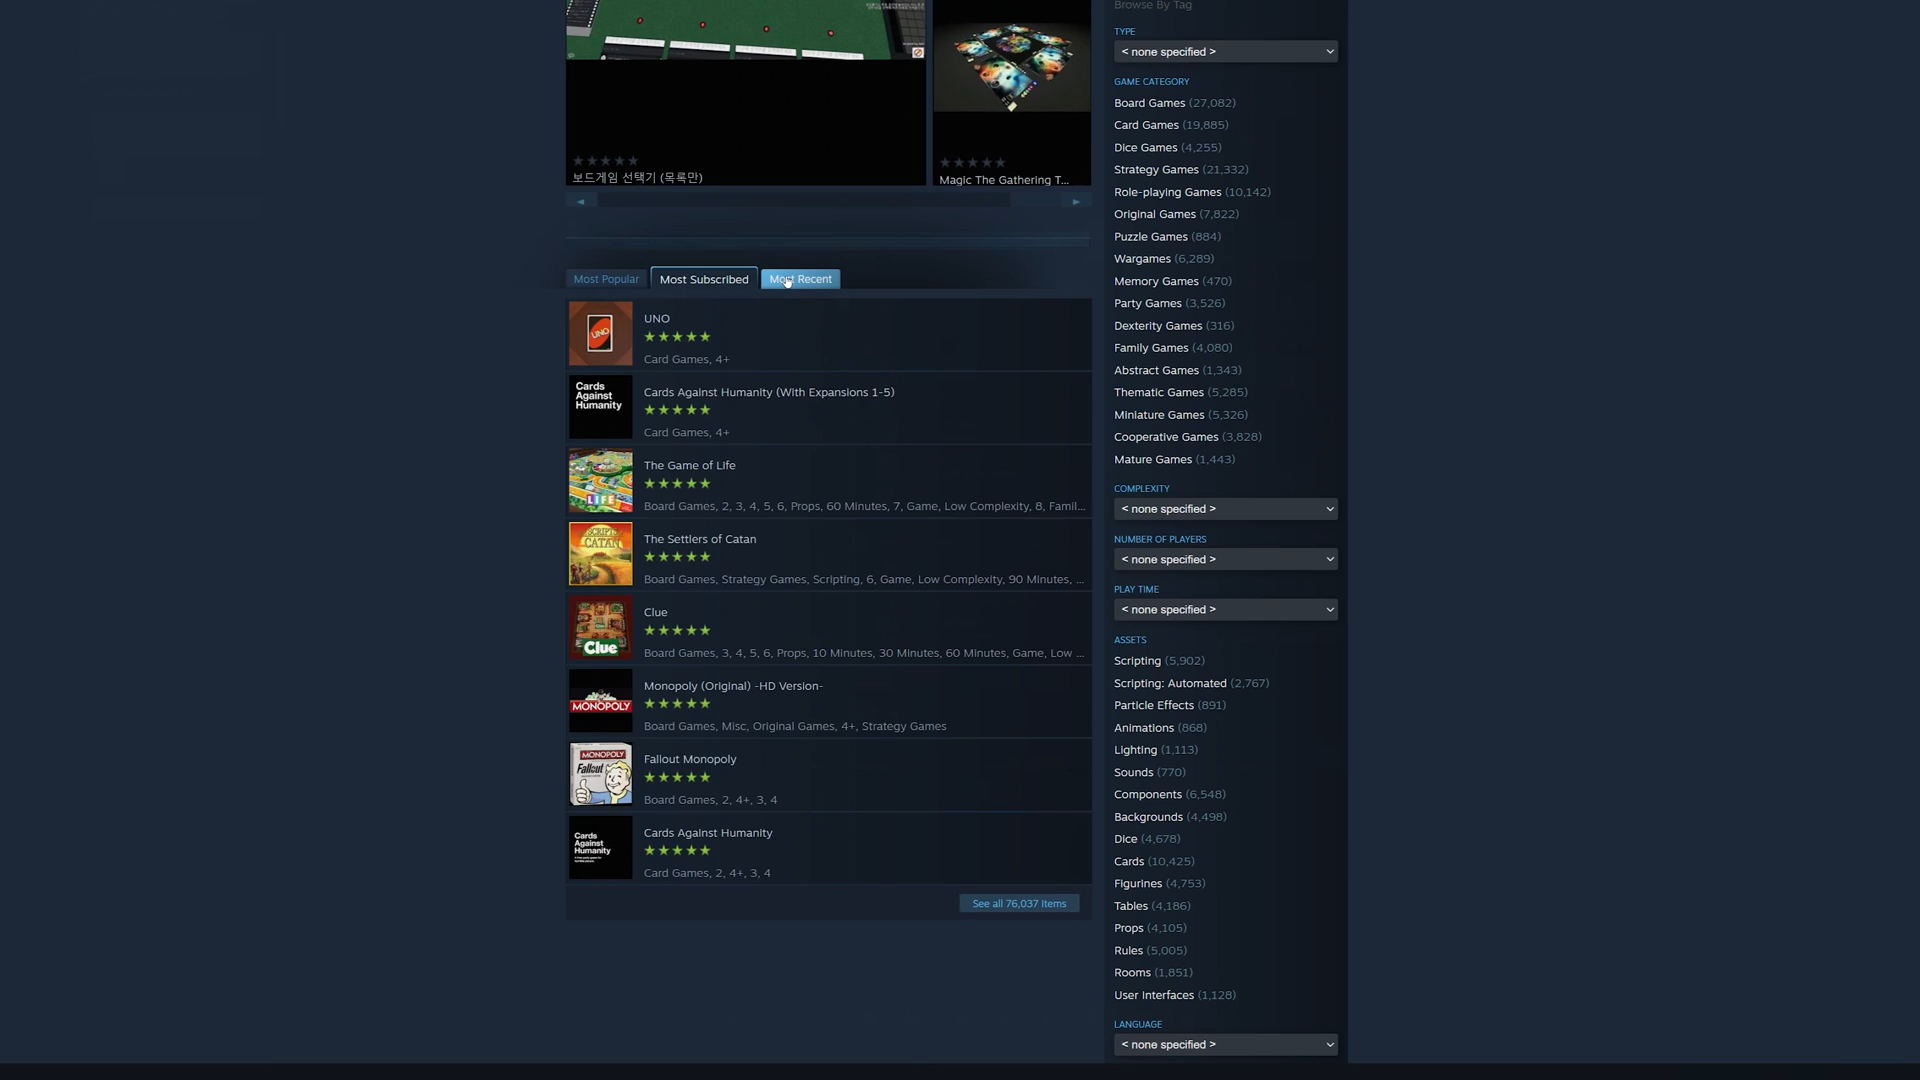 보드게임 선택기 (목록만)
Magic The Gathering T...
Most Popular
Most Subscribed
Most Recent
UNO
UNO
Card Games, 4+
Cards
Against
Humanity
Cards Against Humanity (With Expansions 1-5)
Card Games, 4+
LIFE
The Game of Life
Board Games, 2, 3, 4, 5, 6, Props, 60 Minutes, 7, Game, Low Complexity, 8, Famil...
CATAN
The Settlers of Catan
Board Games, Strategy Games, Scripting, 6, Game, Low Complexity, 90 Minutes, ...
Clue
Clue
Board Games, 3, 4, 5, 6, Props, 10 Minutes, 30 Minutes, 60 Minutes, Game, Low ...
MONOPOLY
Monopoly (Original) -HD Version-
Board Games, Misc, Original Games, 4+, Strategy Games
MONOPOLY
Fallout
Fallout Monopoly
Board Games, 2, 4+, 3, 4
Cards
Against
Humanity
Cards Against Humanity
Card Games, 2, 4+, 3, 4
See all 76,037 items
Browse By Tag
TYPE
< none specified >
GAME CATEGORY
Board Games (27,082)
Card Games (19,885)
Dice Games (4,255)
Strategy Games (21,332)
Role-playing Games (10,142)
Original Games (7,822)
Puzzle Games (884)
Wargames (6,289)
Memory Games (470)
Party Games (3,526)
Dexterity Games (316)
Family Games (4,080)
Abstract Games (1,343)
Thematic Games (5,285)
Miniature Games (5,326)
Cooperative Games (3,828)
Mature Games (1,443)
COMPLEXITY
< none specified >
NUMBER OF PLAYERS
< none specified >
PLAY TIME
< none specified >
ASSETS
Scripting (5,902)
Scripting: Automated (2,767)
Particle Effects (891)
Animations (868)
Lighting (1,113)
Sounds (770)
Components (6,548)
Backgrounds (4,498)
Dice (4,678)
Cards (10,425)
Figurines (4,753)
Tables (4,186)
Props (4,105)
Rules (5,005)
Rooms (1,851)
User Interfaces (1,128)
LANGUAGE
< none specified >